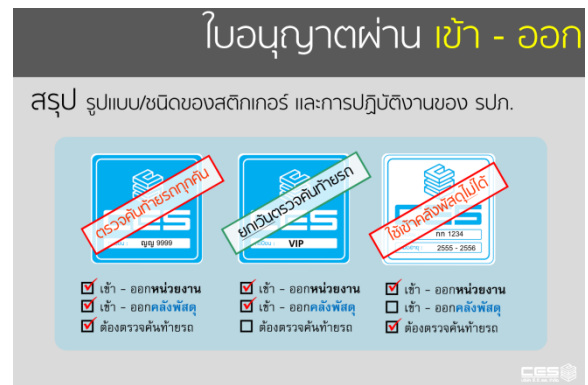 ใบอนุญาตผ่าน เข้า - ออก
สรุป รูปแบบ/ชนิดของสติกเกอร์ และการปฏิบัติงานของ รปภ.
ตรวจค้นท้ายรถทุกคัน
ญญ 9999
☑ เข้า - ออกหน่วยงาน
☑ เข้า - ออกคลังพัสดุ
☑ ต้องตรวจค้นท้ายรถ
ยกเว้นตรวจค้นท้ายรถ
VIP
☑ เข้า - ออกหน่วยงาน
☑ เข้า - ออกคลังพัสดุ
☐ ต้องตรวจค้นท้ายรถ
ใช้เข้าคลังพัสดุไม่ได้
กก 1234
2555 - 2556
☑ เข้า - ออกหน่วยงาน
☐ เข้า - ออกคลังพัสดุ
☑ ต้องตรวจค้นท้ายรถ
CES